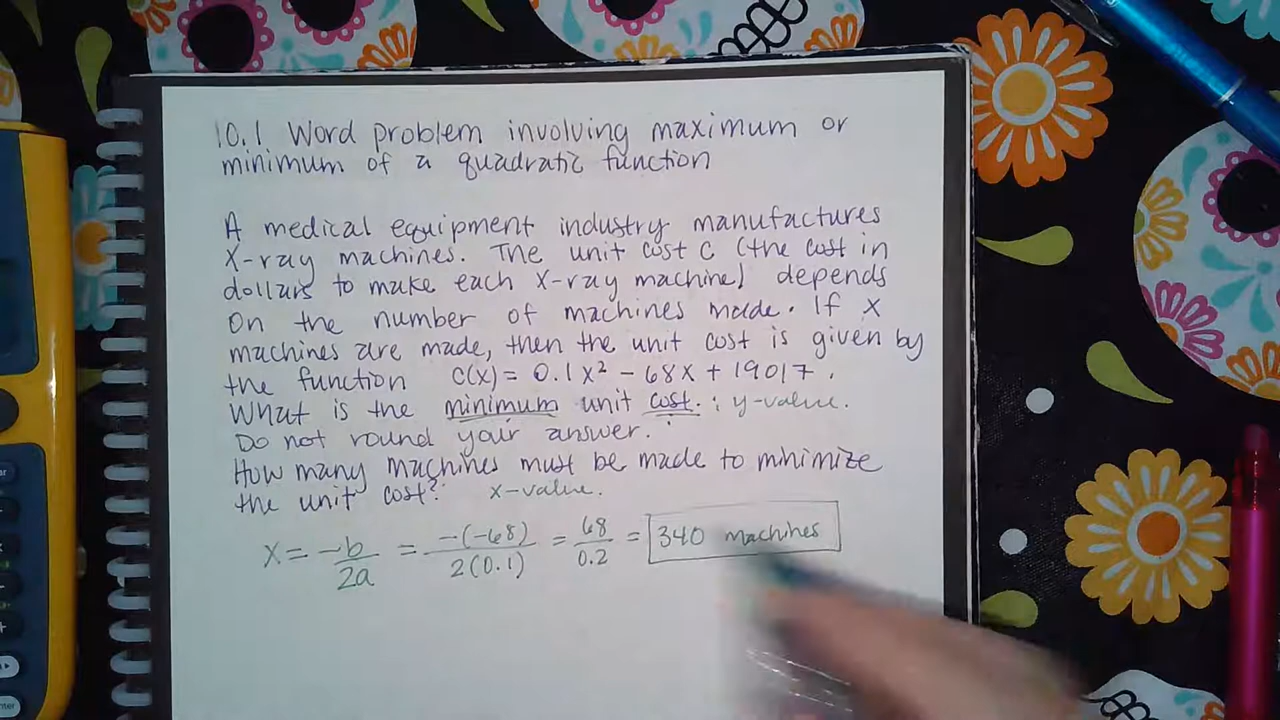 10.1 Word problem involving maximum or
minimum of a quadratic function
A medical equipment industry manufactures
X-ray machines. The unit cost C (the cost in
dollars to make each X-ray machine) depends
on the number of machines made. If x
machines are made, then the unit cost is given by
the function C(x) = 0.1x² - 68x + 19017.
What is the minimum unit cost. : y-value.
Do not round your answer.
How many machines must be made to minimize
the unit cost? x-value.
x = -b/2a = -(-68)/2(0.1) = 68/0.2 = 340 machines